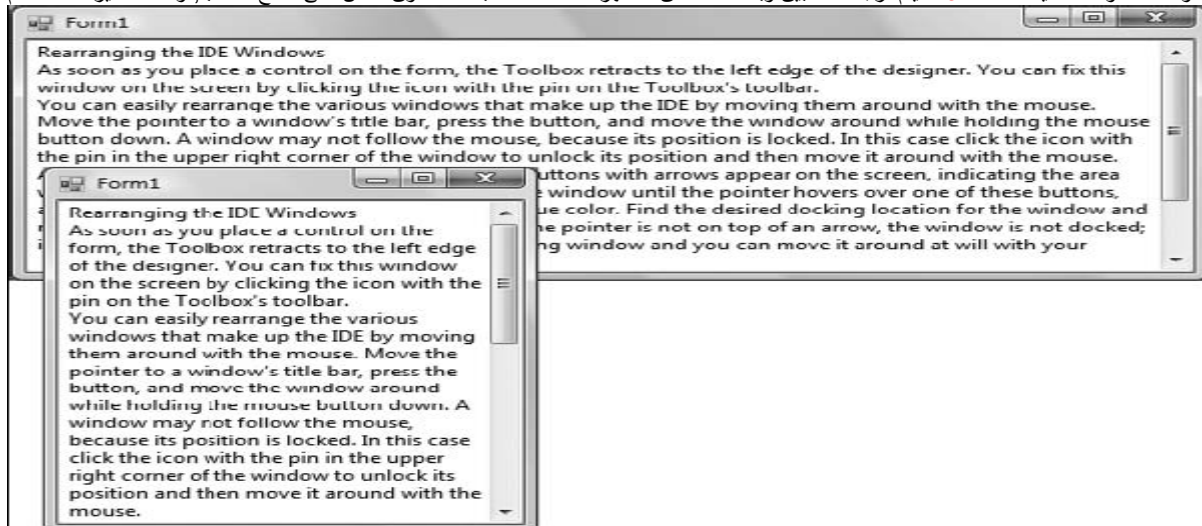 Form1
Rearranging the IDE Windows
As soon as you place a control on the form, the Toolbox retracts to the left edge of the designer. You can fix this
window on the screen by clicking the icon with the pin on the Toolbox's toolbar.
You can easily rearrange the various windows that make up the IDE by moving them around with the mouse.
Move the pointer to a window's title bar, press the button, and move the window around while holding the mouse
button down. A window may not follow the mouse, because its position is locked. In this case click the icon with
the pin in the upper right corner of the window to unlock its position and then move it around with the mouse.
uttons with arrows appear on the screen, indicating the area
e window until the pointer hovers over one of these buttons,
ue color. Find the desired docking location for the window and
he pointer is not on top of an arrow, the window is not docked;
ng window and you can move it around at will with your
Form1
Rearranging the IDE Windows
As soon as you place a control on the
form, the Toolbox retracts to the left edge
of the designer. You can fix this window
on the screen by clicking the icon with the
pin on the Toolbox's toolbar.
You can easily rearrange the various
windows that make up the IDE by moving
them around with the mouse. Move the
pointer to a window's title bar, press the
button, and move the window around
while holding the mouse button down. A
window may not follow the mouse,
because its position is locked. In this case
click the icon with the pin in the upper
right corner of the window to unlock its
position and then move it around with the
mouse.